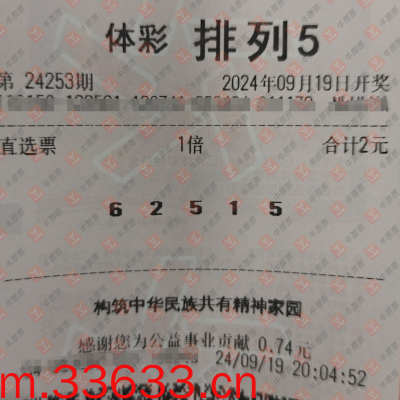 体彩 排列5
第 24253期 2024年09月19日开奖
直选票 1倍 合计2元
6 2 5 1 5
构筑中华民族共有精神家园
感谢您为公益事业贡献 0.74元
24/09/19 20:04:52
m.33633.cn